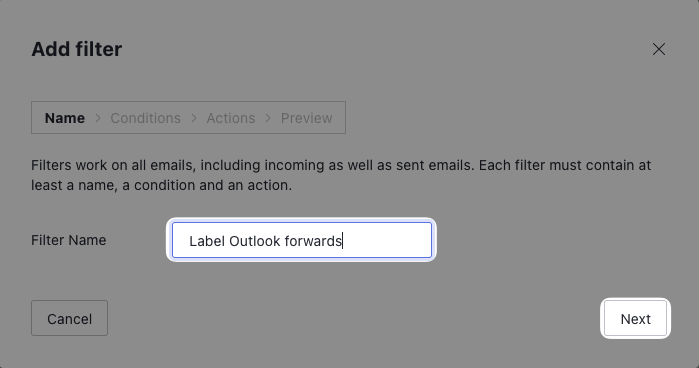 Add filter
Name > Conditions > Actions > Preview
Filters work on all emails, including incoming as well as sent emails. Each filter must contain at
least a name, a condition and an action.
Filter Name
Label Outlook forwards
Cancel
Next